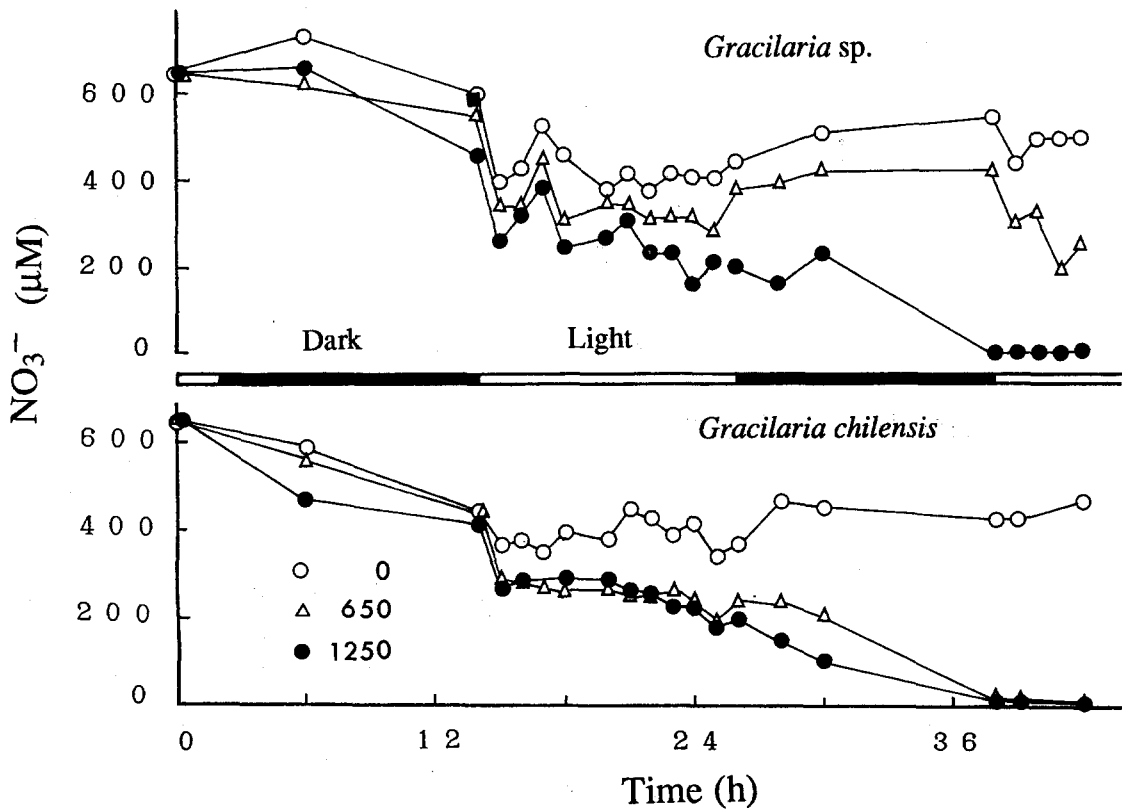 Gracilaria sp.
600
400
200
0
NO₃⁻ (μM)
Dark
Light
Gracilaria chilensis
600
400
200
0
0
650
1250
0
12
24
36
Time (h)